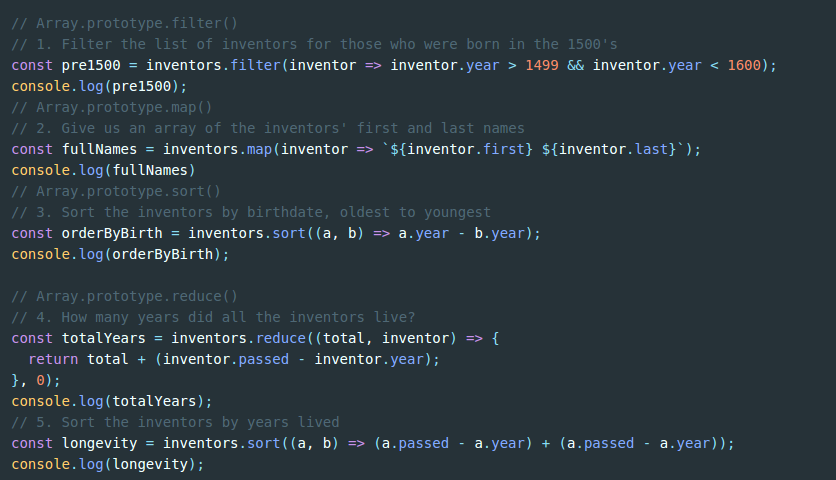 // Array.prototype.filter()
// 1. Filter the list of inventors for those who were born in the 1500's
const pre1500 = inventors.filter(inventor => inventor.year > 1499 && inventor.year < 1600);
console.log(pre1500);
// Array.prototype.map()
// 2. Give us an array of the inventors' first and last names
const fullNames = inventors.map(inventor => `${inventor.first} ${inventor.last}`);
console.log(fullNames)
// Array.prototype.sort()
// 3. Sort the inventors by birthdate, oldest to youngest
const orderByBirth = inventors.sort((a, b) => a.year - b.year);
console.log(orderByBirth);
// Array.prototype.reduce()
// 4. How many years did all the inventors live?
const totalYears = inventors.reduce((total, inventor) => {
  return total + (inventor.passed - inventor.year);
}, 0);
console.log(totalYears);
// 5. Sort the inventors by years lived
const longevity = inventors.sort((a, b) => (a.passed - a.year) + (a.passed - a.year));
console.log(longevity);